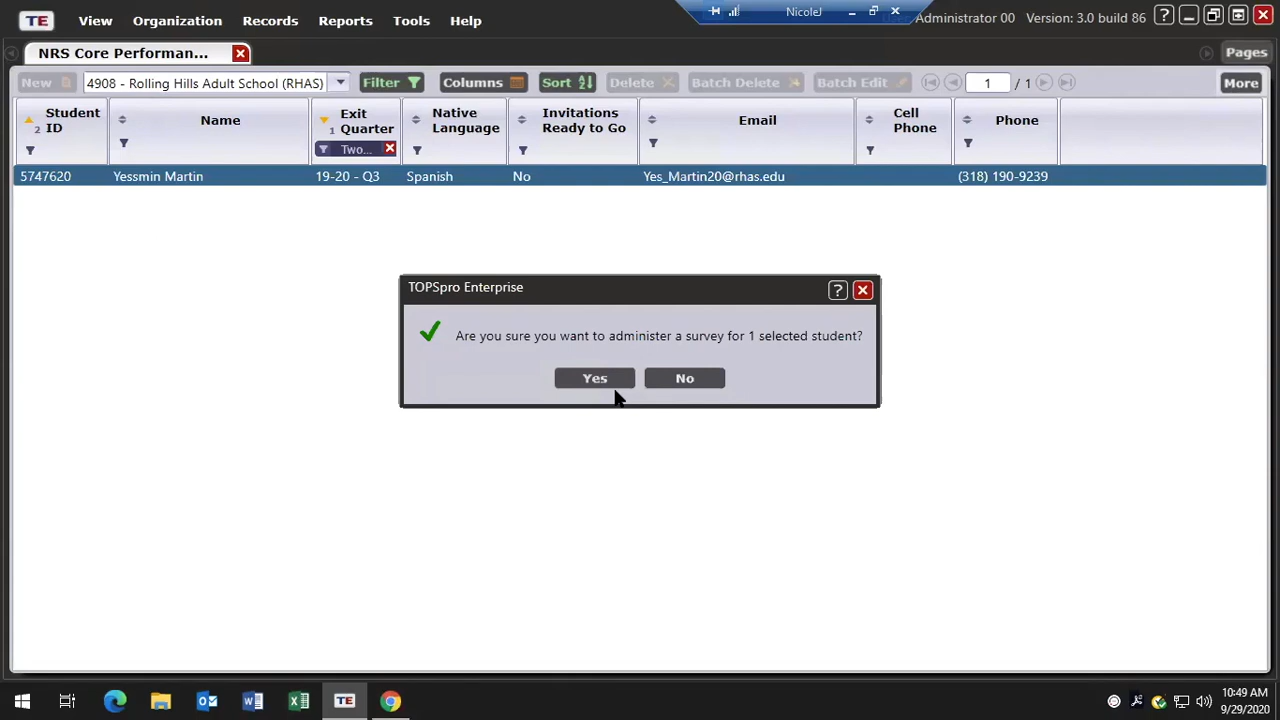 TE View Organization Records Reports Tools Help NicoleJ Administrator 00 Version: 3.0 build 86 ?
NRS Core Performan... Pages
New 4908 - Rolling Hills Adult School (RHAS) Filter Columns Sort Delete Batch Delete Batch Edit 1 / 1 More
Student ID Name Exit Quarter Native Language Invitations Ready to Go Email Cell Phone Phone
2 1 Two...
5747620 Yessmin Martin 19-20 - Q3 Spanish No Yes_Martin20@rhas.edu (318) 190-9239
TOPSpro Enterprise ?
Are you sure you want to administer a survey for 1 selected student?
Yes No
TE 10:49 AM
9/29/2020